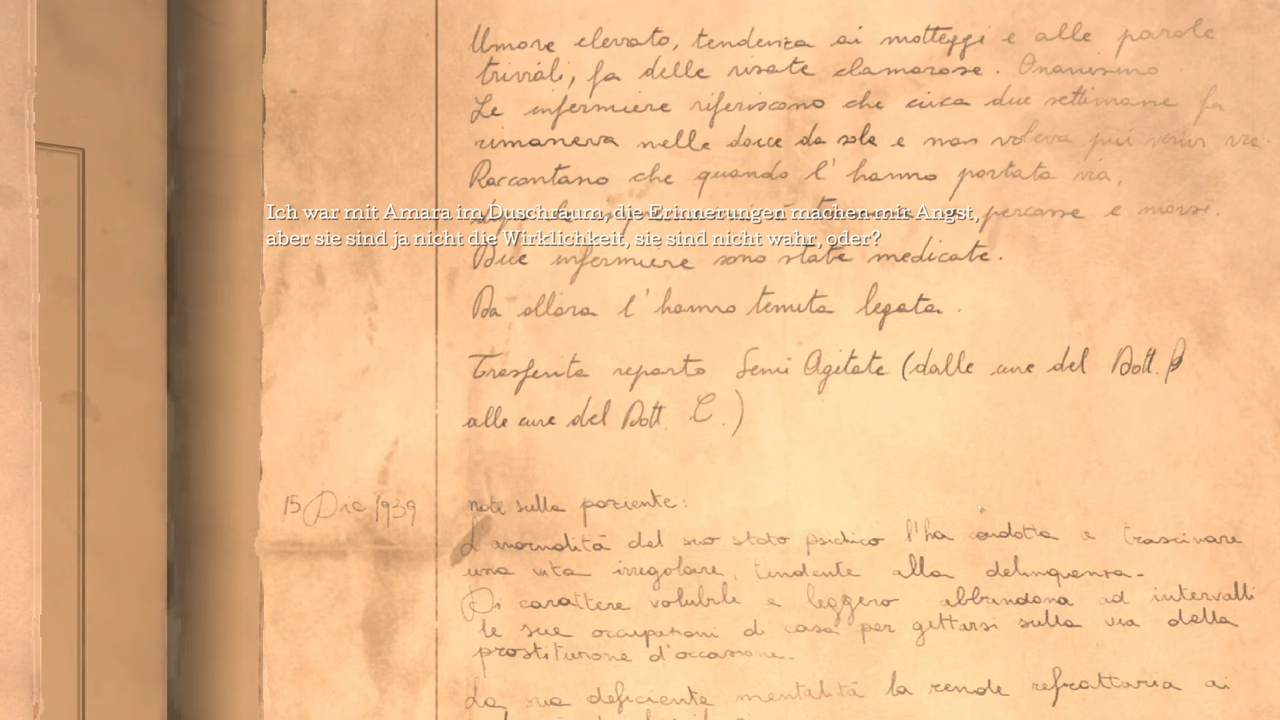 Umore elevato, tendenza ai motteggi e alle parole
triviali, fa delle risate clamorose. Onanismo
Le infermiere riferiscono che circa due settimane fa
rimaneva nelle docce da sola e non voleva più venir via.
Raccontano che quando l'hanno portata via,
percosse e morsi.
Ich war mit Amara im Duschraum, die Erinnerungen machen mir Angst,
aber sie sind ja nicht die Wirklichkeit, sie sind nicht wahr, oder?
Due infermiere sono state medicate.
Da allora l'hanno tenuta legata.
Trasferita reparto Semi Agitate (dalle cure del Dott. B
alle cure del Dott. C.)
15 Dic 1939
note sulla paziente:
L'anormalità del suo stato psichico l'ha condotta a trascinare
una vita irregolare, tendente alla delinquenza.
Di carattere volubile e leggero abbandona ad intervalli
le sue occupazioni di casa per gettarsi sulla via della
prostituzione d'occasione.
La sua deficiente mentalità la rende refrattaria ai